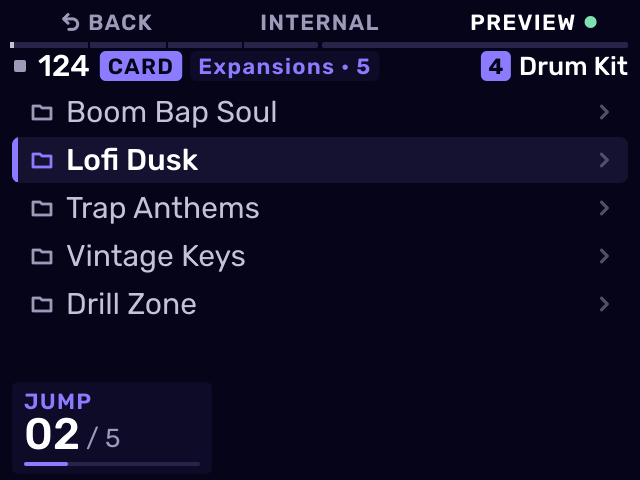 BACK INTERNAL PREVIEW
124 CARD Expansions • 5 4 Drum Kit
Boom Bap Soul
Lofi Dusk
Trap Anthems
Vintage Keys
Drill Zone
JUMP
02 / 5